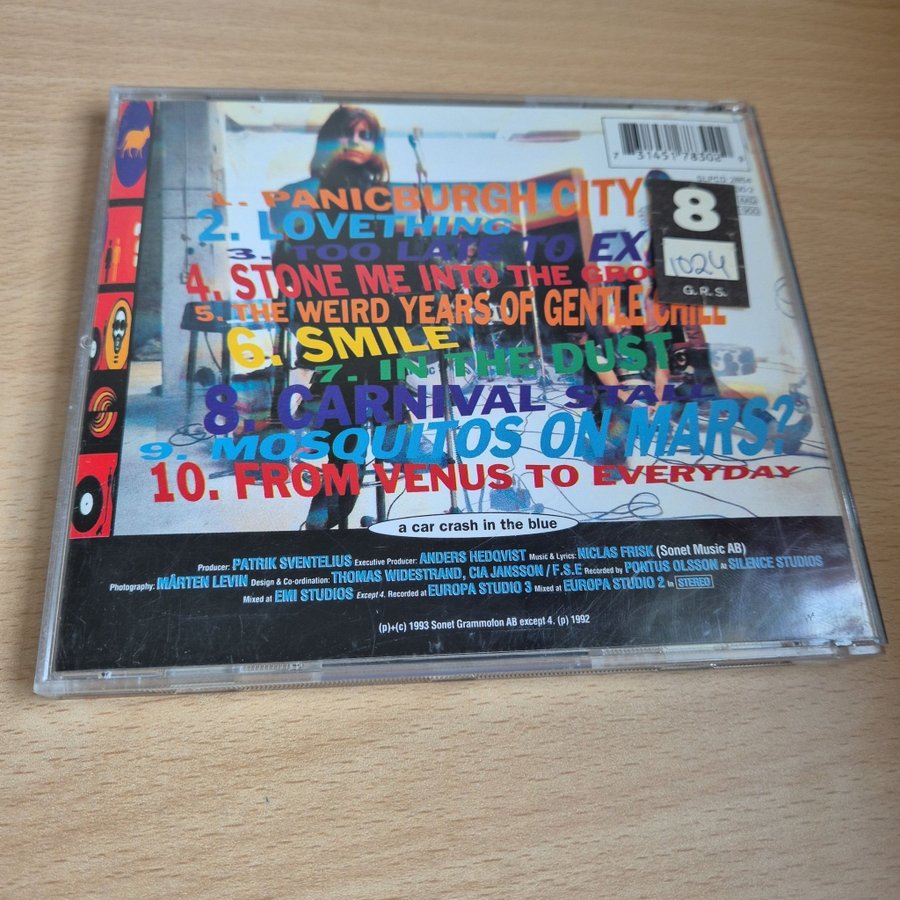 1. PANICBURGH CITY
2. LOVETHING
3. TOO LATE TO
4. STONE ME INTO THE
5. THE WEIRD YEARS OF GENTLE CHILL
6. SMILE
7. IN THE DUST
8. CARNIVAL STALL
9. MOSQUITOS ON MARS?
10. FROM VENUS TO EVERYDAY
7 31451 78302 9
8
1024
G.R.S.
a car crash in the blue
Producer: PATRIK SVENTELIUS Executive Producer: ANDERS HEDQVIST Music & Lyrics: NICLAS FRISK (Sonet Music AB)
Photography: MÅRTEN LEVIN Design & Co-ordination: THOMAS WIDESTRAND, CIA JANSSON / F.S.E Recorded by PONTUS OLSSON At SILENCE STUDIOS
Mixed at EMI STUDIOS Except 4. Recorded at EUROPA STUDIO 3 Mixed at EUROPA STUDIO 2 In STEREO
(p)+(c) 1993 Sonet Grammofon AB except 4. (p) 1992